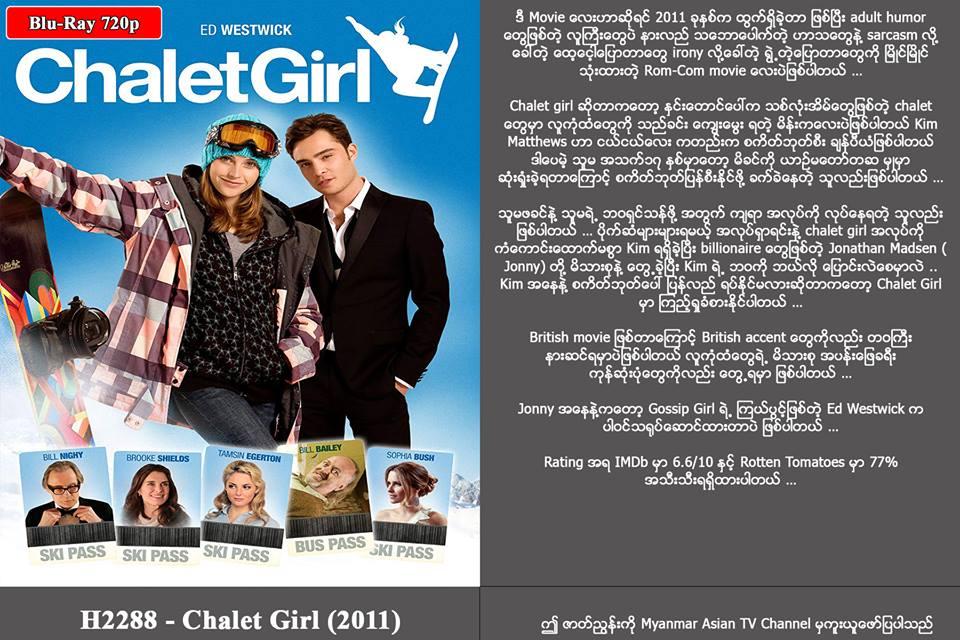 Blu-Ray 720p
ED WESTWICK
ChaletGirl
BILL NIGHY
BROOKE SHIELDS
TAMSIN EGERTON
BILL BAILEY
SOPHIA BUSH
SKI PASS
SKI PASS
SKI PASS
BUS PASS
SKI PASS
H2288 - Chalet Girl (2011)
ဒီ Movie လေးဟာဆိုရင် 2011 ခုနှစ်က ထွက်ရှိခဲ့တာ ဖြစ်ပြီး adult humor
တွေဖြစ်တဲ့ လူကြီးတွေပဲ နားလည် သဘောပေါက်တဲ့ ဟာသတွေနဲ့ sarcasm လို့
ခေါ်တဲ့ ထေ့ငေါ့ပြောတာတွေ irony လို့ခေါ်တဲ့ ရွဲ့တဲ့ပြောတာတွေကို မြိုင်မြိုင်
သုံးထားတဲ့ Rom-Com movie လေးပဲဖြစ်ပါတယ် ...
Chalet girl ဆိုတာကတော့ နှင်းတောင်ပေါ်က သစ်လုံးအိမ်တွေဖြစ်တဲ့ chalet
တွေမှာ လူကုံထံတွေကို သည်ခင်း ကျွေးမွေး ရတဲ့ မိန်းကလေးပဲဖြစ်ပါတယ် Kim
Matthews ဟာ ငယ်ငယ်လေး ကတည်းက စကိတ်ဘုတ်စီး ချန်ပီယံဖြစ်ပါတယ်
ဒါပေမဲ့ သူမ အသက်၁၇ နှစ်မှာတော့ မိခင်ကို ယာဉ်မတော်တဆ မှုမှာ
ဆုံးရှုံးခဲ့ရတာကြောင့် စကိတ်ဘုတ်ပြန်စီးနိုင်ဖို့ ခက်ခဲနေတဲ့ သူလည်းဖြစ်ပါတယ် ...
သူမဖခင်နဲ့ သူမရဲ့ ဘဝရှင်သန်ဖို့ အတွက် ကျရာ အလုပ်ကို လုပ်နေရတဲ့ သူလည်း
ဖြစ်ပါတယ် ... ပိုက်ဆံများများရမယ့် အလုပ်ရှာရင်းနဲ့ chalet girl အလုပ်ကို
ကံကောင်းထောက်မစွာ Kim ရရှိခဲ့ပြီး billionaire တွေဖြစ်တဲ့ Jonathan Madsen (
Jonny) တို့ မိသားစုနဲ့ တွေ့ခဲ့ပြီး Kim ရဲ့ ဘဝကို ဘယ်လို ပြောင်းလဲစေမှာလဲ ..
Kim အနေနဲ့ စကိတ်ဘုတ်ပေါ် ပြန်လည် ရပ်နိုင်မလားဆိုတာကတော့ Chalet Girl
မှာ ကြည့်ရှုခံစားနိုင်ပါတယ် ...
British movie ဖြစ်တာကြောင့် British accent တွေကိုလည်း တဝကြီး
နားဆင်ရမှာပဲဖြစ်ပါတယ် လူကုံထံတွေရဲ့ မိသားစု အပန်းဖြေခရီး
ကုန်ဆုံးပုံတွေကိုလည်း တွေ့ရမှာ ဖြစ်ပါတယ် ...
Jonny အနေနဲ့ကတော့ Gossip Girl ရဲ့ ကြယ်ပွင့်ဖြစ်တဲ့ Ed Westwick က
ပါဝင်သရုပ်ဆောင်ထားတာပဲ ဖြစ်ပါတယ် ...
Rating အရ IMDb မှာ 6.6/10 နှင့် Rotten Tomatoes မှာ 77%
အသီးသီးရရှိထားပါတယ် ...
ဤ ဇာတ်ညွှန်းကို Myanmar Asian TV Channel မှကူးယူဖော်ပြပါသည်